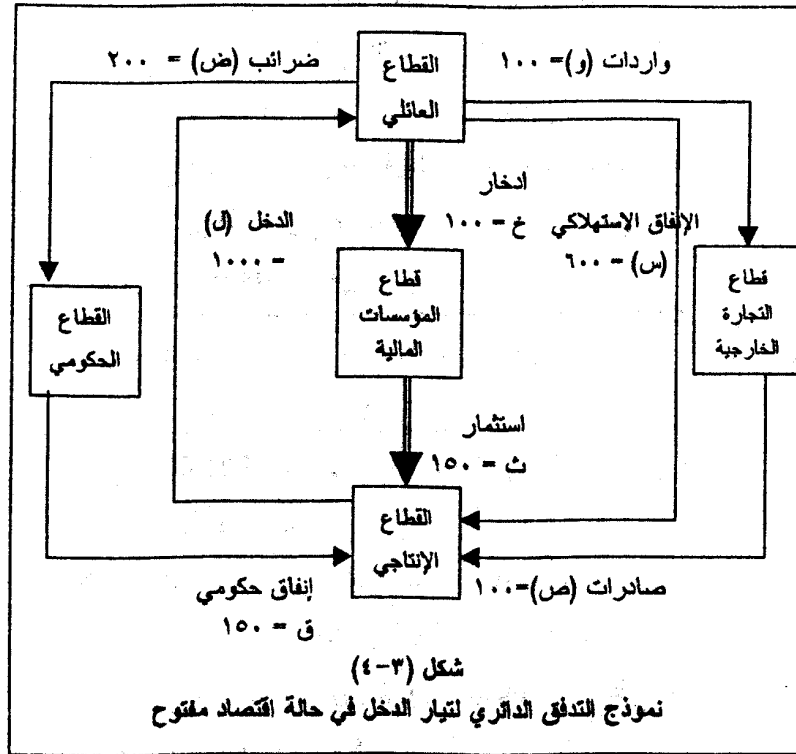 القطاع
العائلي
ضرائب (ض) = ٢٠٠
واردات (و)= ١٠٠
ادخار
خ = ١٠٠
الإنفاق الاستهلاكي
(س) = ٦٠٠
الدخل (ل)
= ١٠٠٠
قطاع
المؤسسات
المالية
قطاع
التجارة
الخارجية
القطاع
الحكومي
استثمار
ث = ١٥٠
القطاع
الإنتاجي
صادرات (ص)=١٠٠
إنفاق حكومي
ق = ١٥٠
شكل (٣-٤)
نموذج التدفق الدائري لتيار الدخل في حالة اقتصاد مفتوح